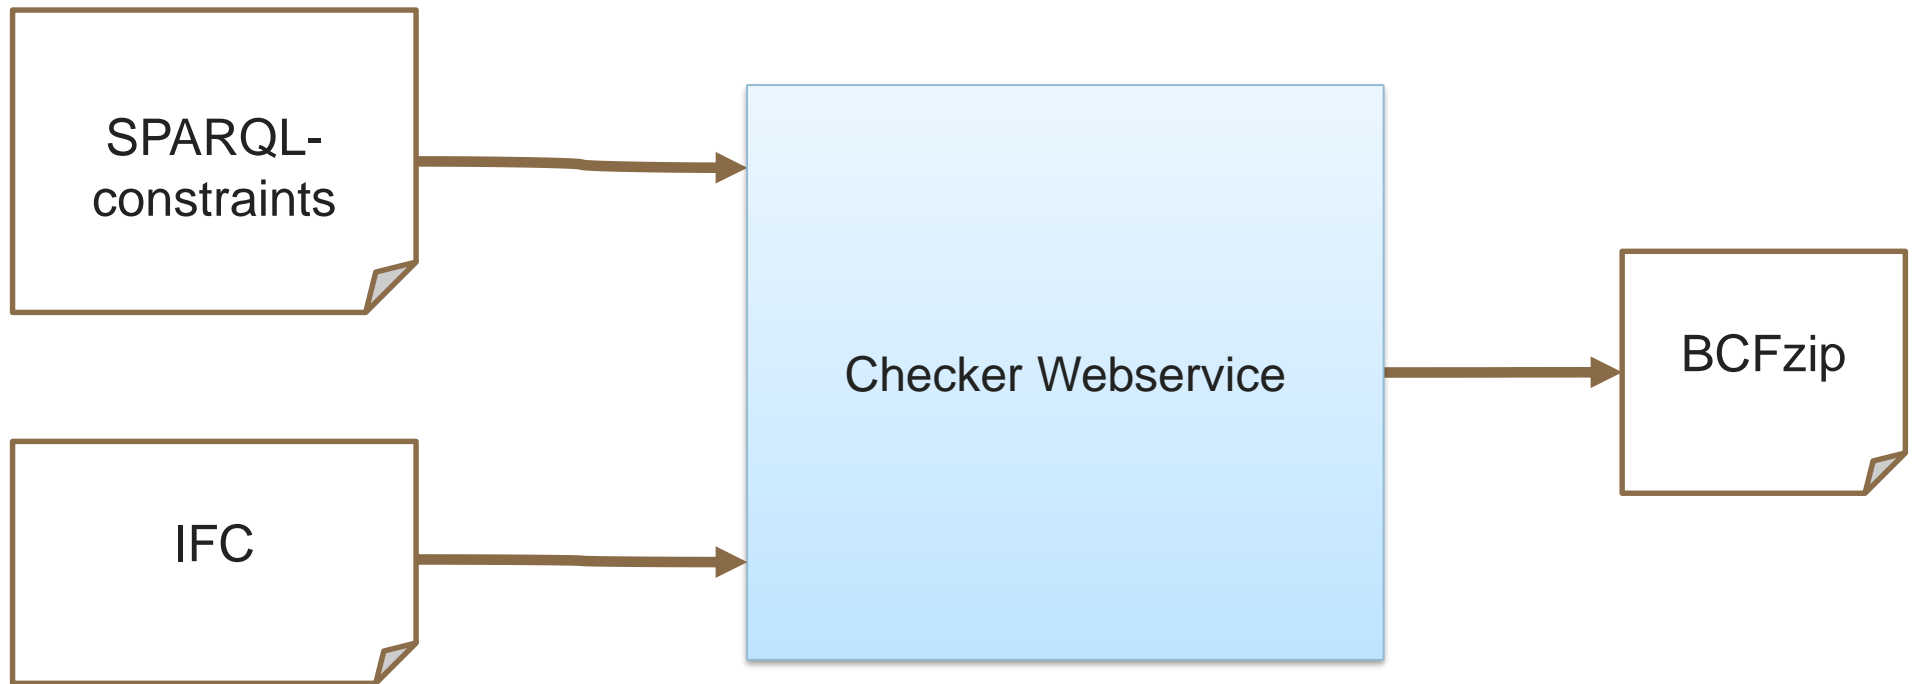 SPARQL-
constraints
Checker Webservice
BCFzip
IFC